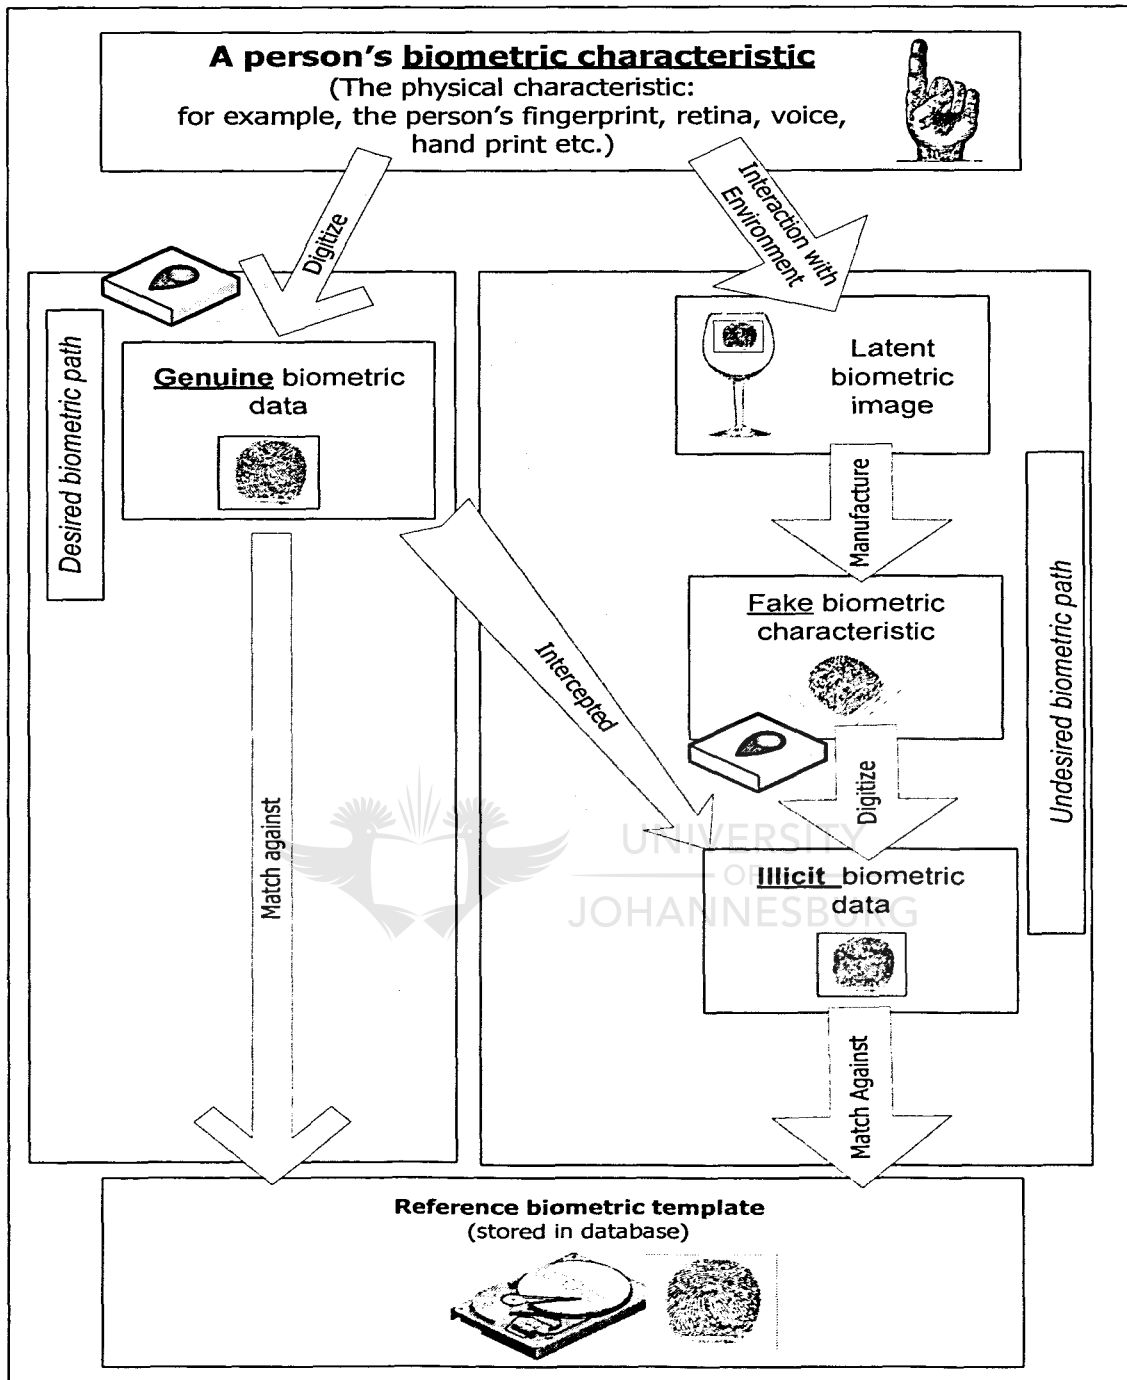 A person's biometric characteristic
(The physical characteristic:
for example, the person's fingerprint, retina, voice,
hand print etc.)
Digitize
Interaction with
Environment
Desired biometric path
Genuine biometric
data
Latent
biometric
image
Manufacture
Undesired biometric path
Fake biometric
characteristic
Intercepted
Digitize
UNIVERSITY
OF
JOHANNESBURG
Illicit biometric
data
Match against
Match Against
Reference biometric template
(stored in database)